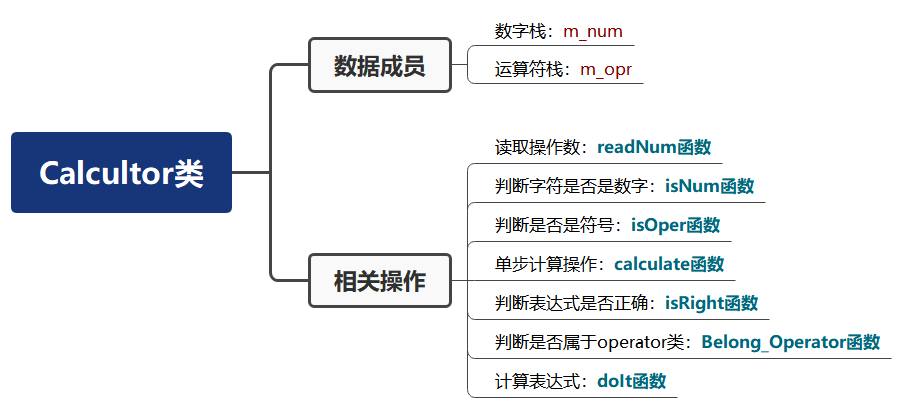 Calcultor类
数据成员
数字栈：m_num
运算符栈：m_opr
相关操作
读取操作数：readNum函数
判断字符是否是数字：isNum函数
判断是否是符号：isOper函数
单步计算操作：calculate函数
判断表达式是否正确：isRight函数
判断是否属于operator类：Belong_Operator函数
计算表达式：doIt函数